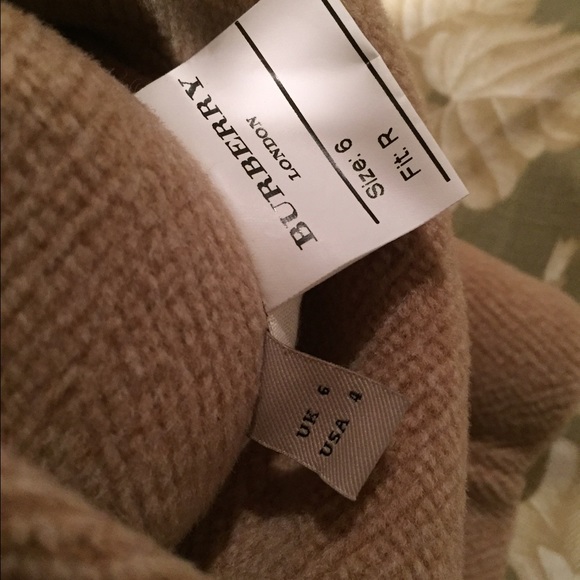 BURBERRY
LONDON
Size: 6
Fit: R
UK 6
USA 4